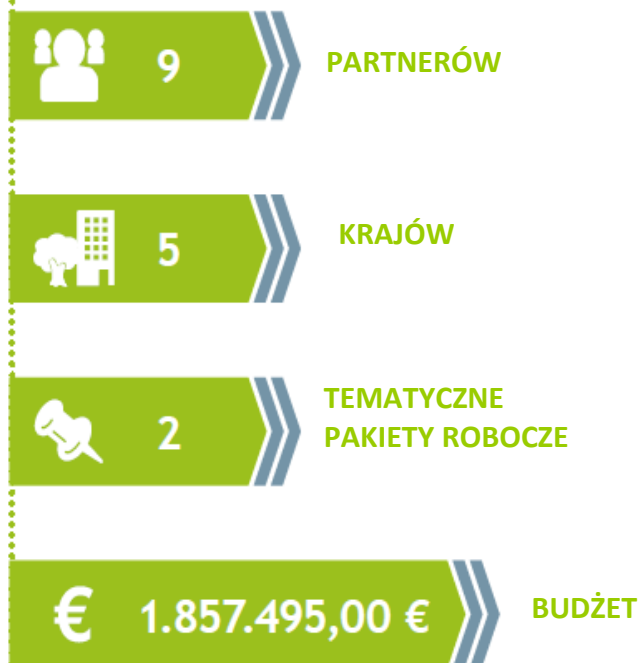 9 PARTNERÓW
5 KRAJÓW
2 TEMATYCZNE
PAKIETY ROBOCZE
€ 1.857.495,00 € BUDŻET